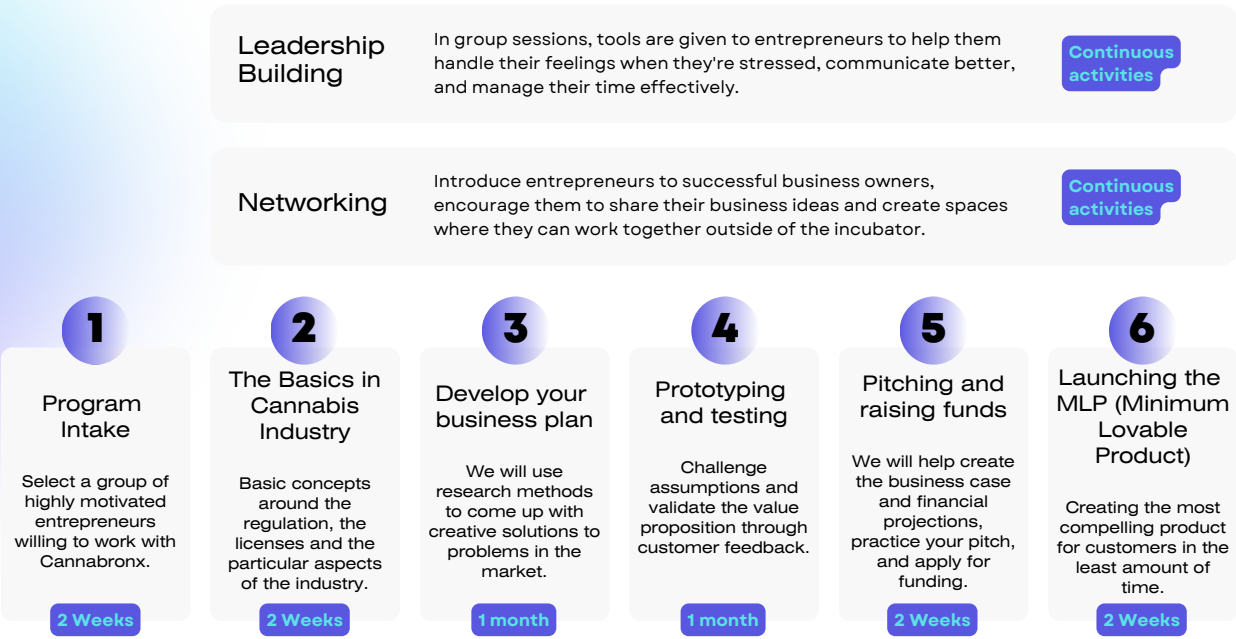 Leadership
Building
In group sessions, tools are given to entrepreneurs to help them
handle their feelings when they're stressed, communicate better,
and manage their time effectively.
Continuous
activities
Networking
Introduce entrepreneurs to successful business owners,
encourage them to share their business ideas and create spaces
where they can work together outside of the incubator.
Continuous
activities
1
Program
Intake
Select a group of
highly motivated
entrepreneurs
willing to work with
Cannabronx.
2 Weeks
2
The Basics in
Cannabis
Industry
Basic concepts
around the
regulation, the
licenses and the
particular aspects
of the industry.
2 Weeks
3
Develop your
business plan
We will use
research methods
to come up with
creative solutions to
problems in the
market.
1 month
4
Prototyping
and testing
Challenge
assumptions and
validate the value
proposition through
customer feedback.
1 month
5
Pitching and
raising funds
We will help create
the business case
and financial
projections,
practice your pitch,
and apply for
funding.
2 Weeks
6
Launching the
MLP (Minimum
Lovable
Product)
Creating the most
compelling product
for customers in the
least amount of
time.
2 Weeks